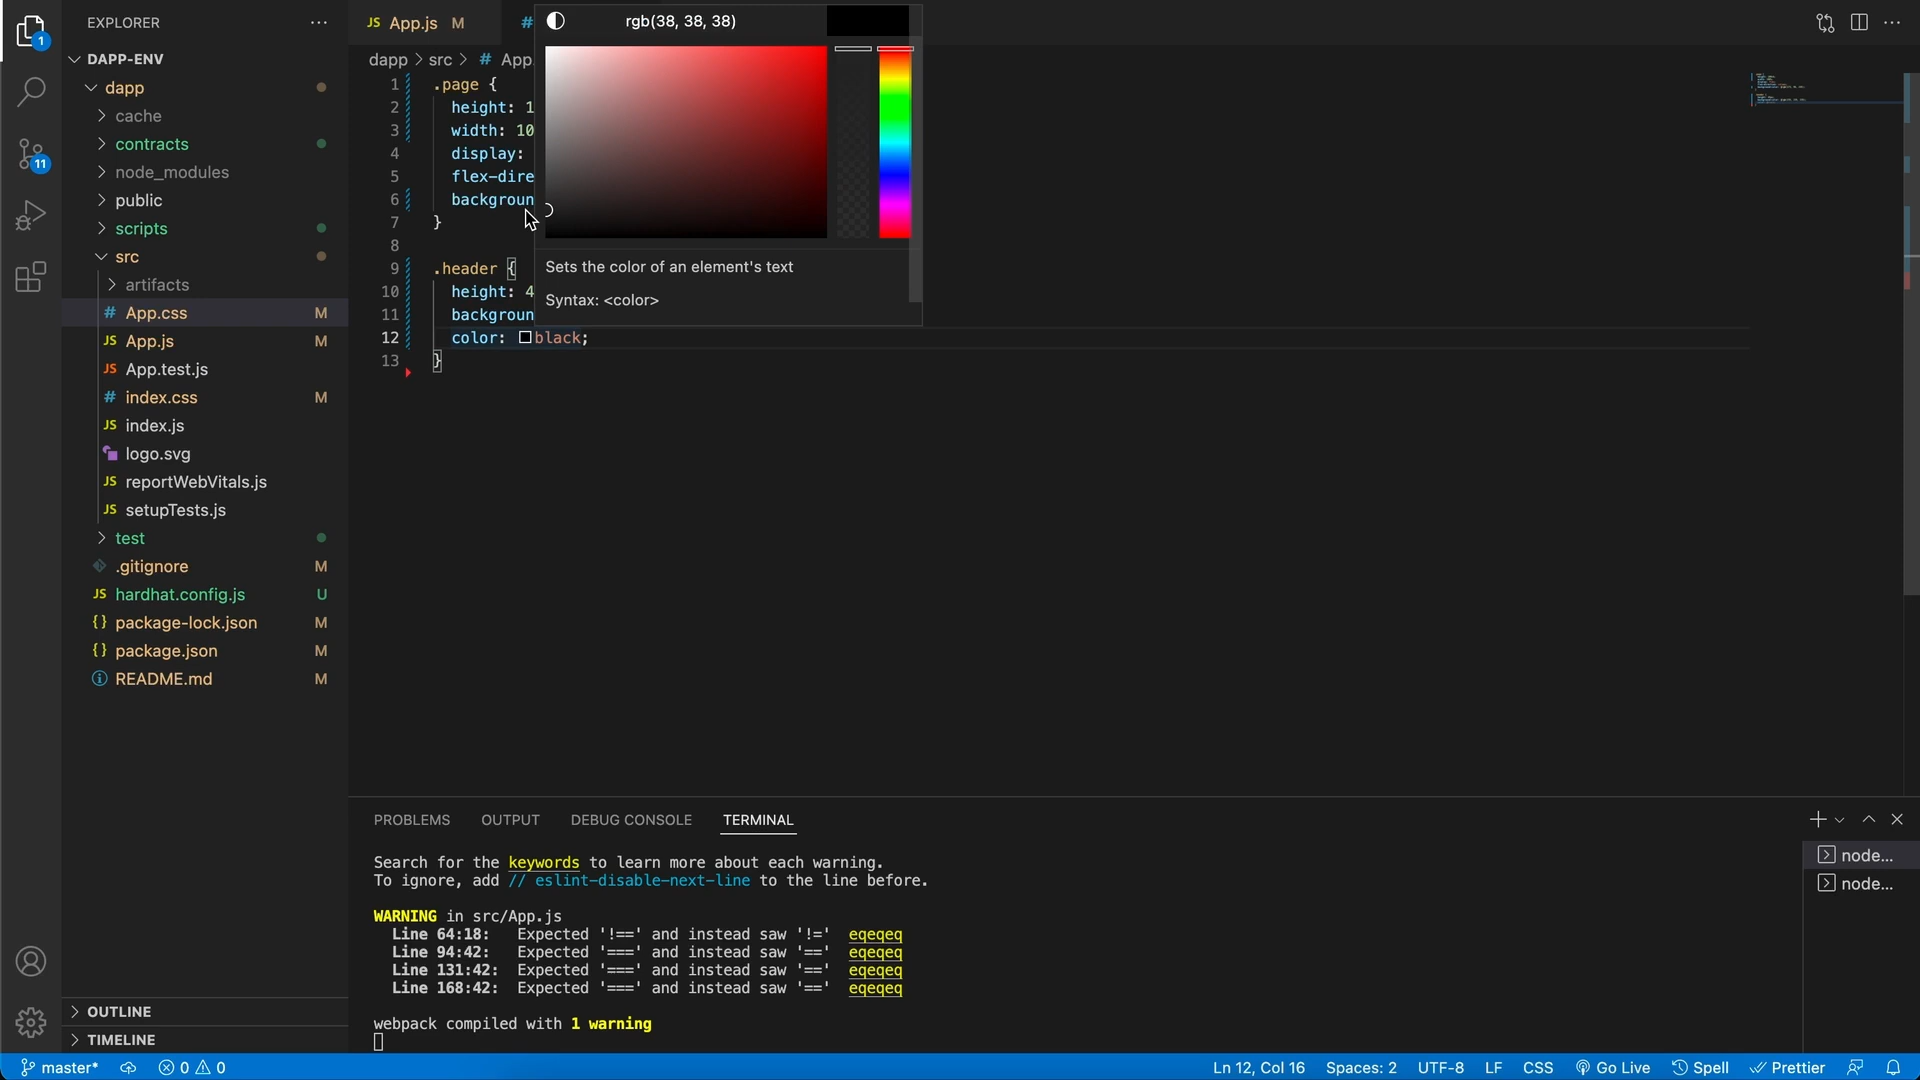 EXPLORER
DAPP-ENV
dapp
cache
contracts
node_modules
public
scripts
src
artifacts
# App.css M
JS App.js M
JS App.test.js
# index.css M
JS index.js
logo.svg
JS reportWebVitals.js
JS setupTests.js
test
.gitignore M
JS hardhat.config.js U
{} package-lock.json M
{} package.json M
README.md M
OUTLINE
TIMELINE
1
11
JS App.js M #
dapp > src > # App
1 .page {
2 height: 1
3 width: 10
4 display:
5 flex-dire
6 backgroun
7 }
8
9 .header {
10 height: 4
11 backgroun
12 color: black;
13 }
rgb(38, 38, 38)
Sets the color of an element's text
Syntax: <color>
PROBLEMS OUTPUT DEBUG CONSOLE TERMINAL
Search for the keywords to learn more about each warning.
To ignore, add // eslint-disable-next-line to the line before.
WARNING in src/App.js
Line 64:18: Expected '!==' and instead saw '!=' eqeqeq
Line 94:42: Expected '===' and instead saw '==' eqeqeq
Line 131:42: Expected '===' and instead saw '==' eqeqeq
Line 168:42: Expected '===' and instead saw '==' eqeqeq
webpack compiled with 1 warning
node...
node...
master* 0 0 Ln 12, Col 16 Spaces: 2 UTF-8 LF CSS Go Live Spell Prettier